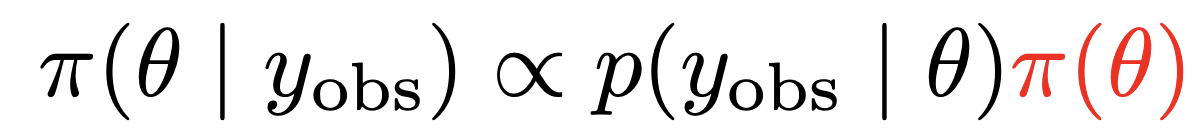 π(θ | y_obs) ∝ p(y_obs | θ)π(θ)